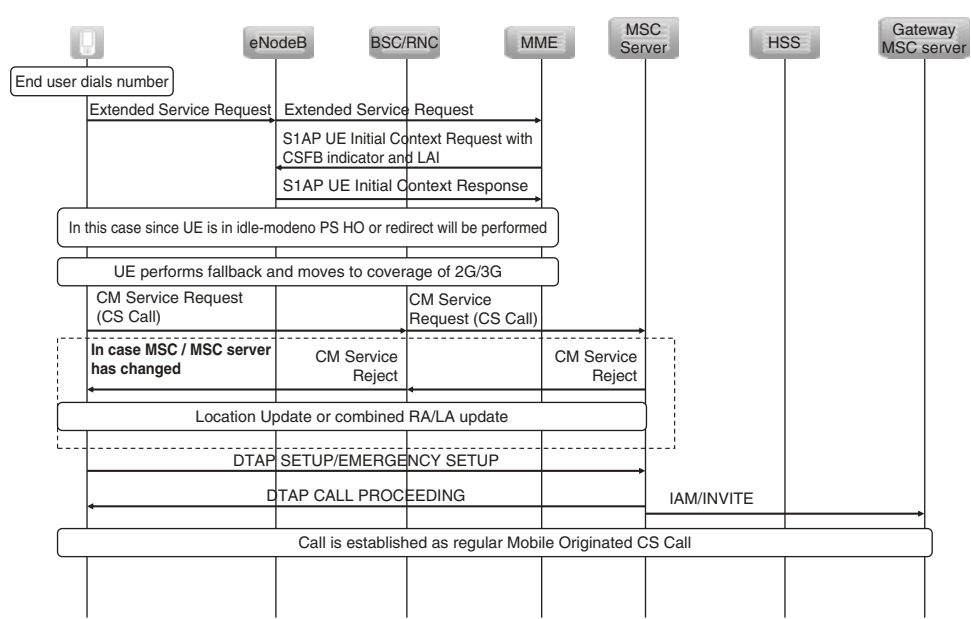 eNodeB
BSC/RNC
MME
MSC
Server
HSS
Gateway
MSC server
End user dials number
Extended Service Request
Extended Service Request
S1AP UE Initial Context Request with
CSFB indicator and LAI
S1AP UE Initial Context Response
In this case since UE is in idle-modeno PS HO or redirect will be performed
UE performs fallback and moves to coverage of 2G/3G
CM Service Request
(CS Call)
CM Service
Request (CS Call)
In case MSC / MSC server
has changed
CM Service
Reject
CM Service
Reject
Location Update or combined RA/LA update
DTAP SETUP/EMERGENCY SETUP
DTAP CALL PROCEEDING
IAM/INVITE
Call is established as regular Mobile Originated CS Call